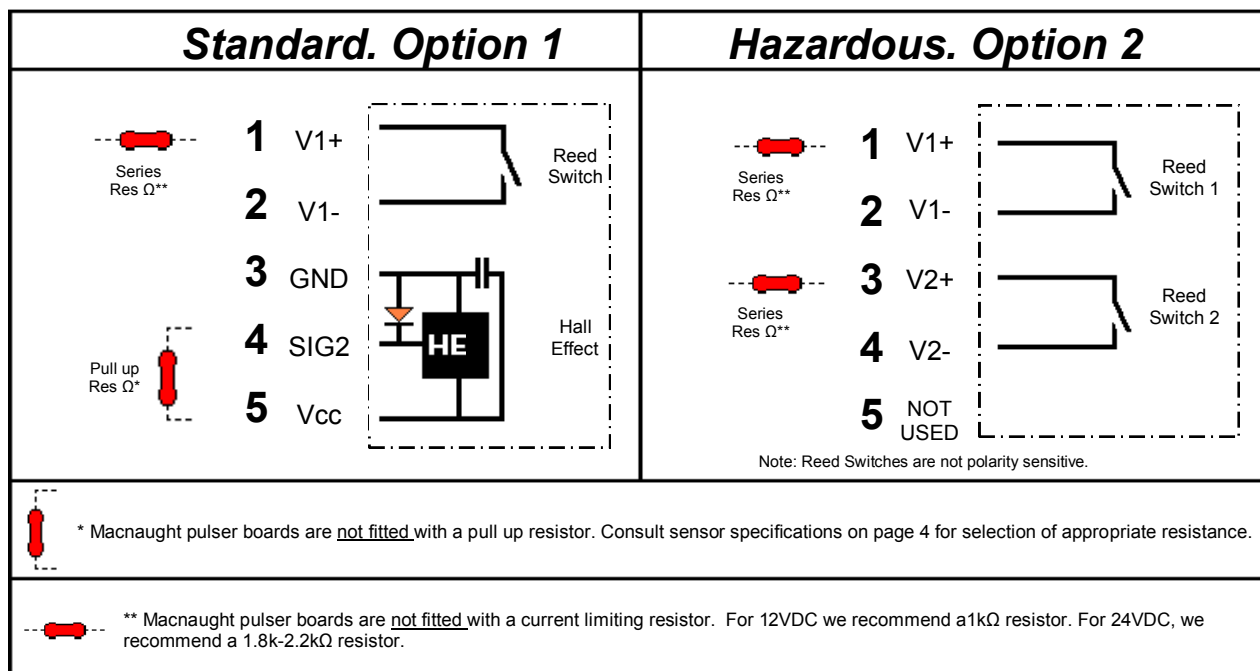 Standard. Option 1
1 V1+
Series
Res Ω**
2 V1-
Reed
Switch
3 GND
4 SIG2
Pull up
Res Ω*
5 Vcc
HE
Hall
Effect
Hazardous. Option 2
1 V1+
Series
Res Ω**
2 V1-
Reed
Switch 1
3 V2+
Series
Res Ω**
4 V2-
Reed
Switch 2
5 NOT
USED
Note: Reed Switches are not polarity sensitive.
* Macnaught pulser boards are not fitted with a pull up resistor. Consult sensor specifications on page 4 for selection of appropriate resistance.
** Macnaught pulser boards are not fitted with a current limiting resistor. For 12VDC we recommend a1kΩ resistor. For 24VDC, we
recommend a 1.8k-2.2kΩ resistor.